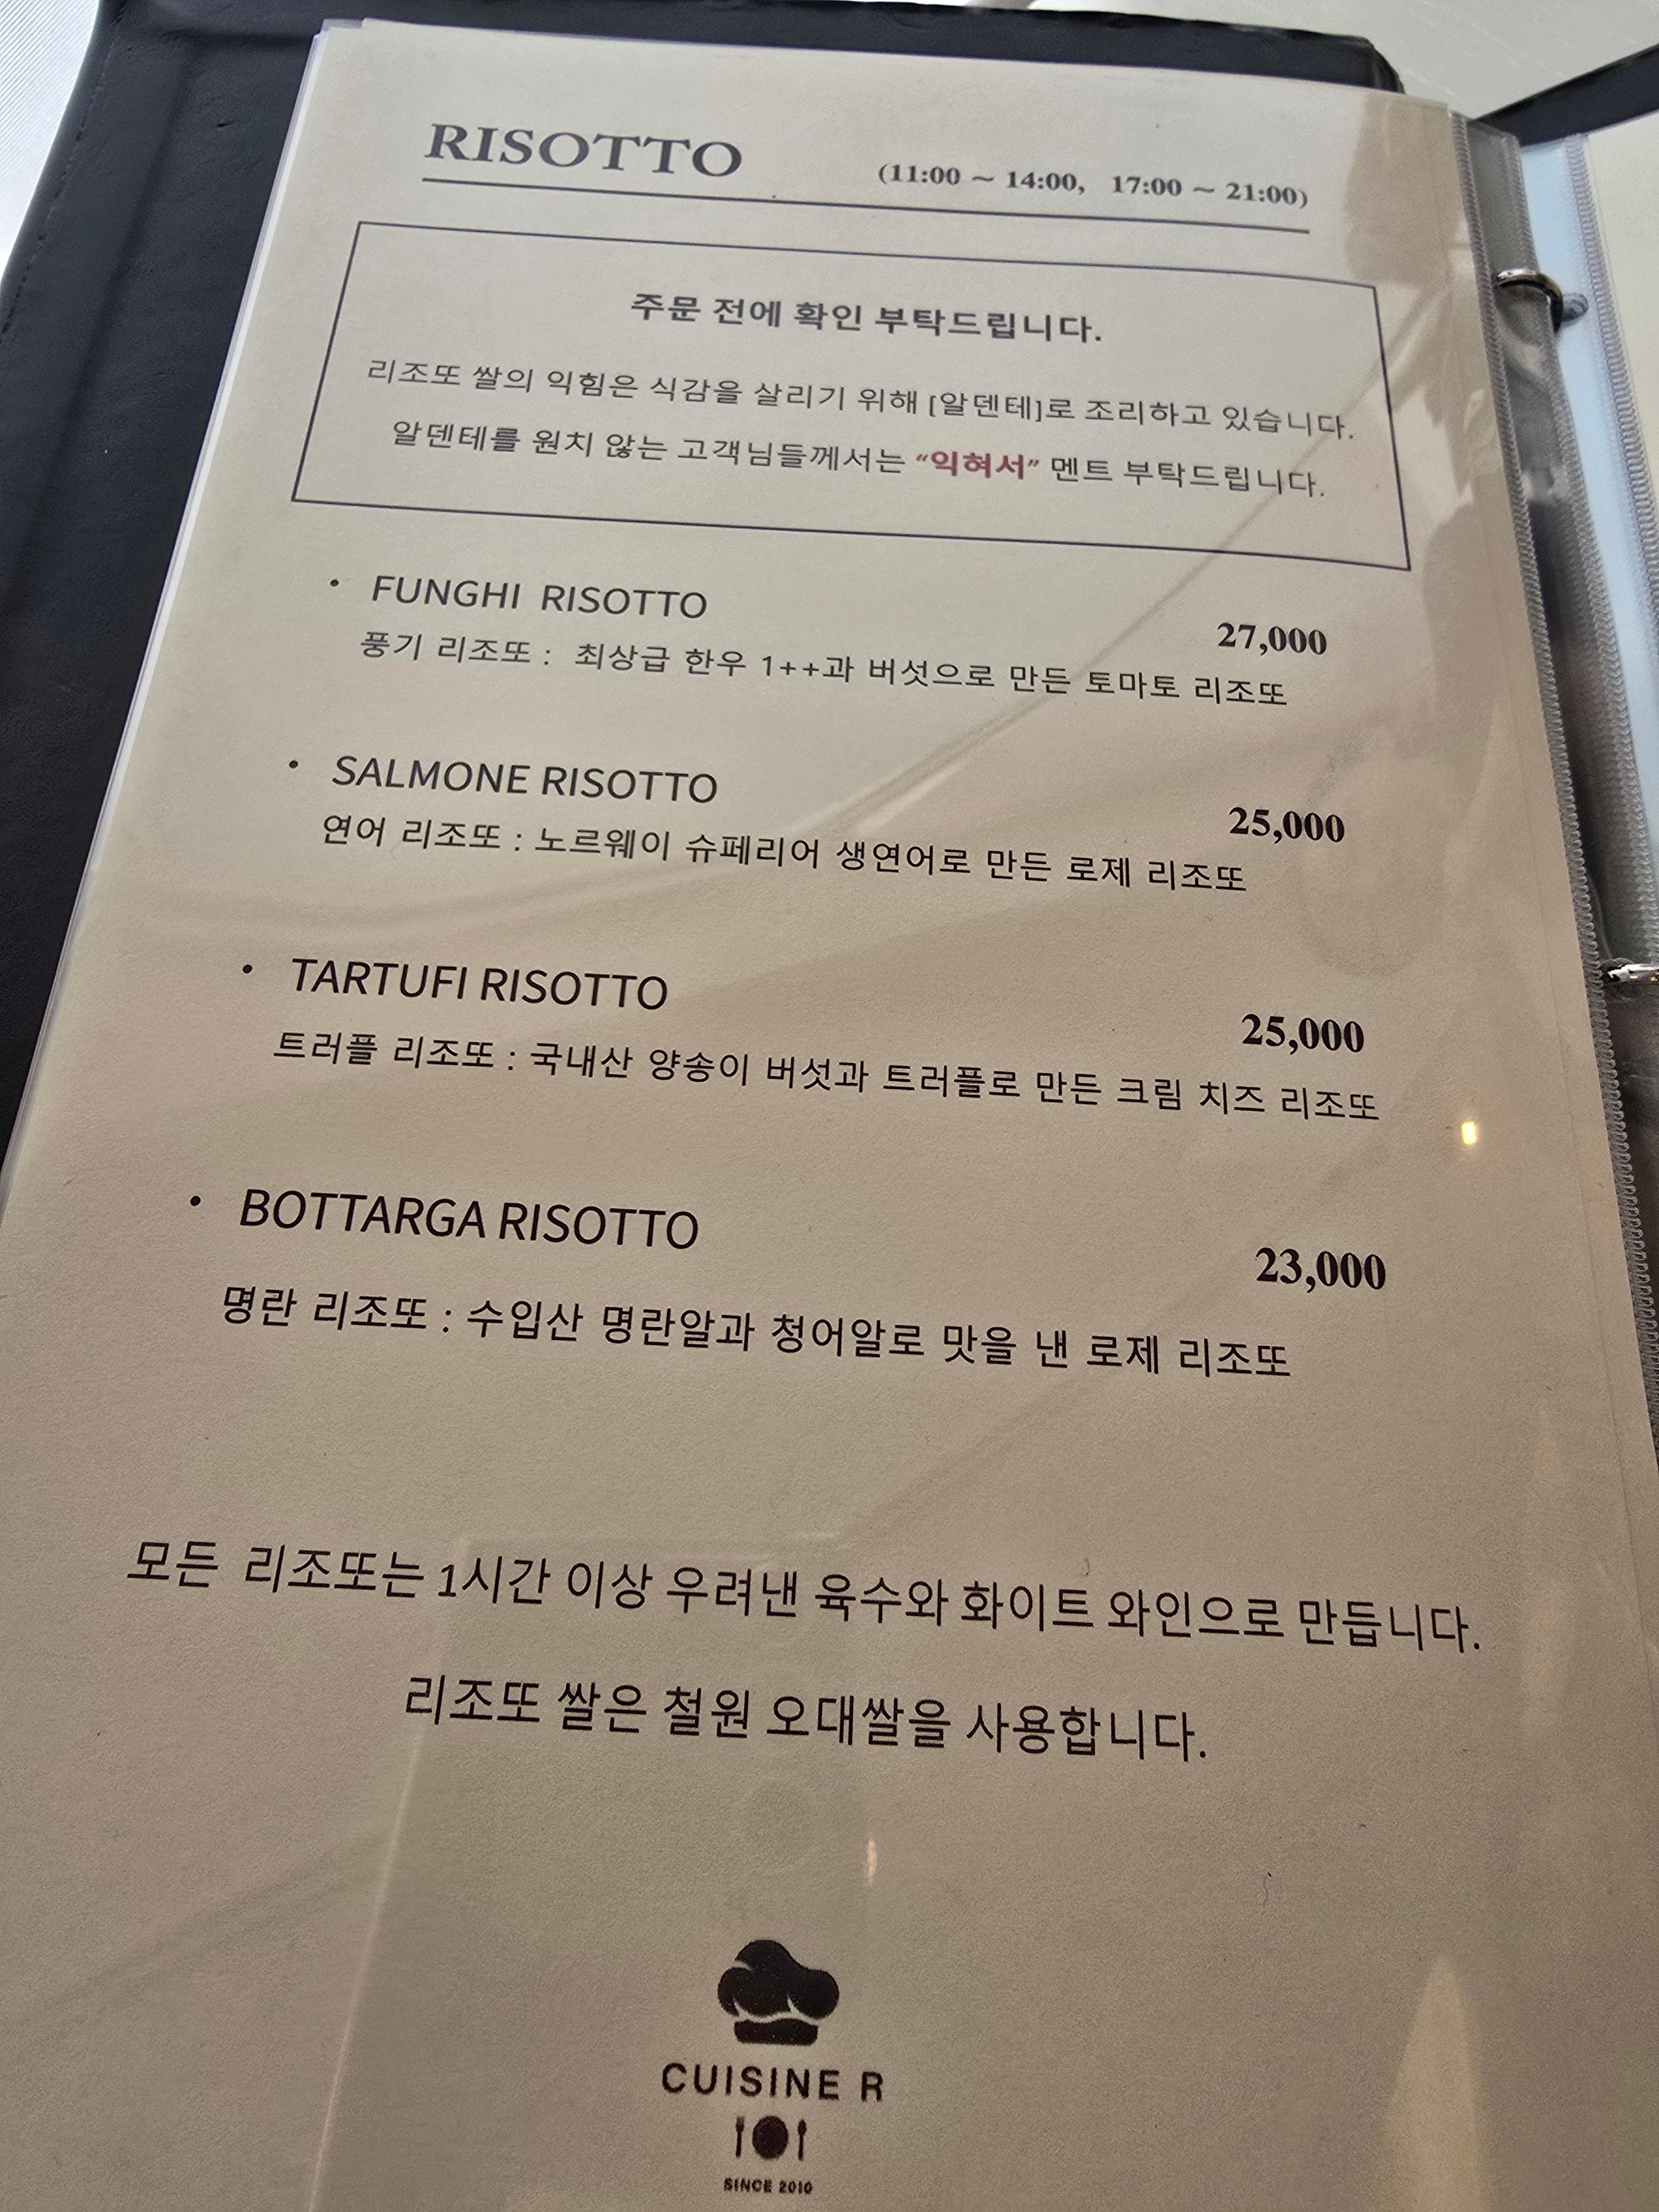 RISOTTO (11:00 ~ 14:00, 17:00 ~ 21:00)
주문 전에 확인 부탁드립니다.
리조또 쌀의 익힘은 식감을 살리기 위해 [알덴테]로 조리하고 있습니다.
알덴테를 원치 않는 고객님들께서는 “익혀서” 멘트 부탁드립니다.
• FUNGHI RISOTTO 27,000
풍기 리조또 : 최상급 한우 1++과 버섯으로 만든 토마토 리조또
• SALMONE RISOTTO 25,000
연어 리조또 : 노르웨이 슈페리어 생연어로 만든 로제 리조또
• TARTUFI RISOTTO 25,000
트러플 리조또 : 국내산 양송이 버섯과 트러플로 만든 크림 치즈 리조또
• BOTTARGA RISOTTO 23,000
명란 리조또 : 수입산 명란알과 청어알로 맛을 낸 로제 리조또
모든 리조또는 1시간 이상 우려낸 육수와 화이트 와인으로 만듭니다.
리조또 쌀은 철원 오대쌀을 사용합니다.
CUISINE R
SINCE 2010